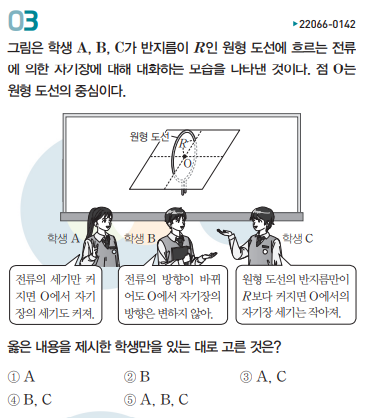 03
▶22066-0142
그림은 학생 A, B, C가 반지름이 R인 원형 도선에 흐르는 전류
에 의한 자기장에 대해 대화하는 모습을 나타낸 것이다. 점 O는
원형 도선의 중심이다.
원형 도선
R
O
학생 A
학생 B
학생 C
전류의 세기만 커
지면 O에서 자기
장의 세기도 커져.
전류의 방향이 바뀌
어도 O에서 자기장의
방향은 변하지 않아.
원형 도선의 반지름만이
R보다 커지면 O에서의
자기장 세기는 작아져.
옳은 내용을 제시한 학생만을 있는 대로 고른 것은?
① A
② B
③ A, C
④ B, C
⑤ A, B, C